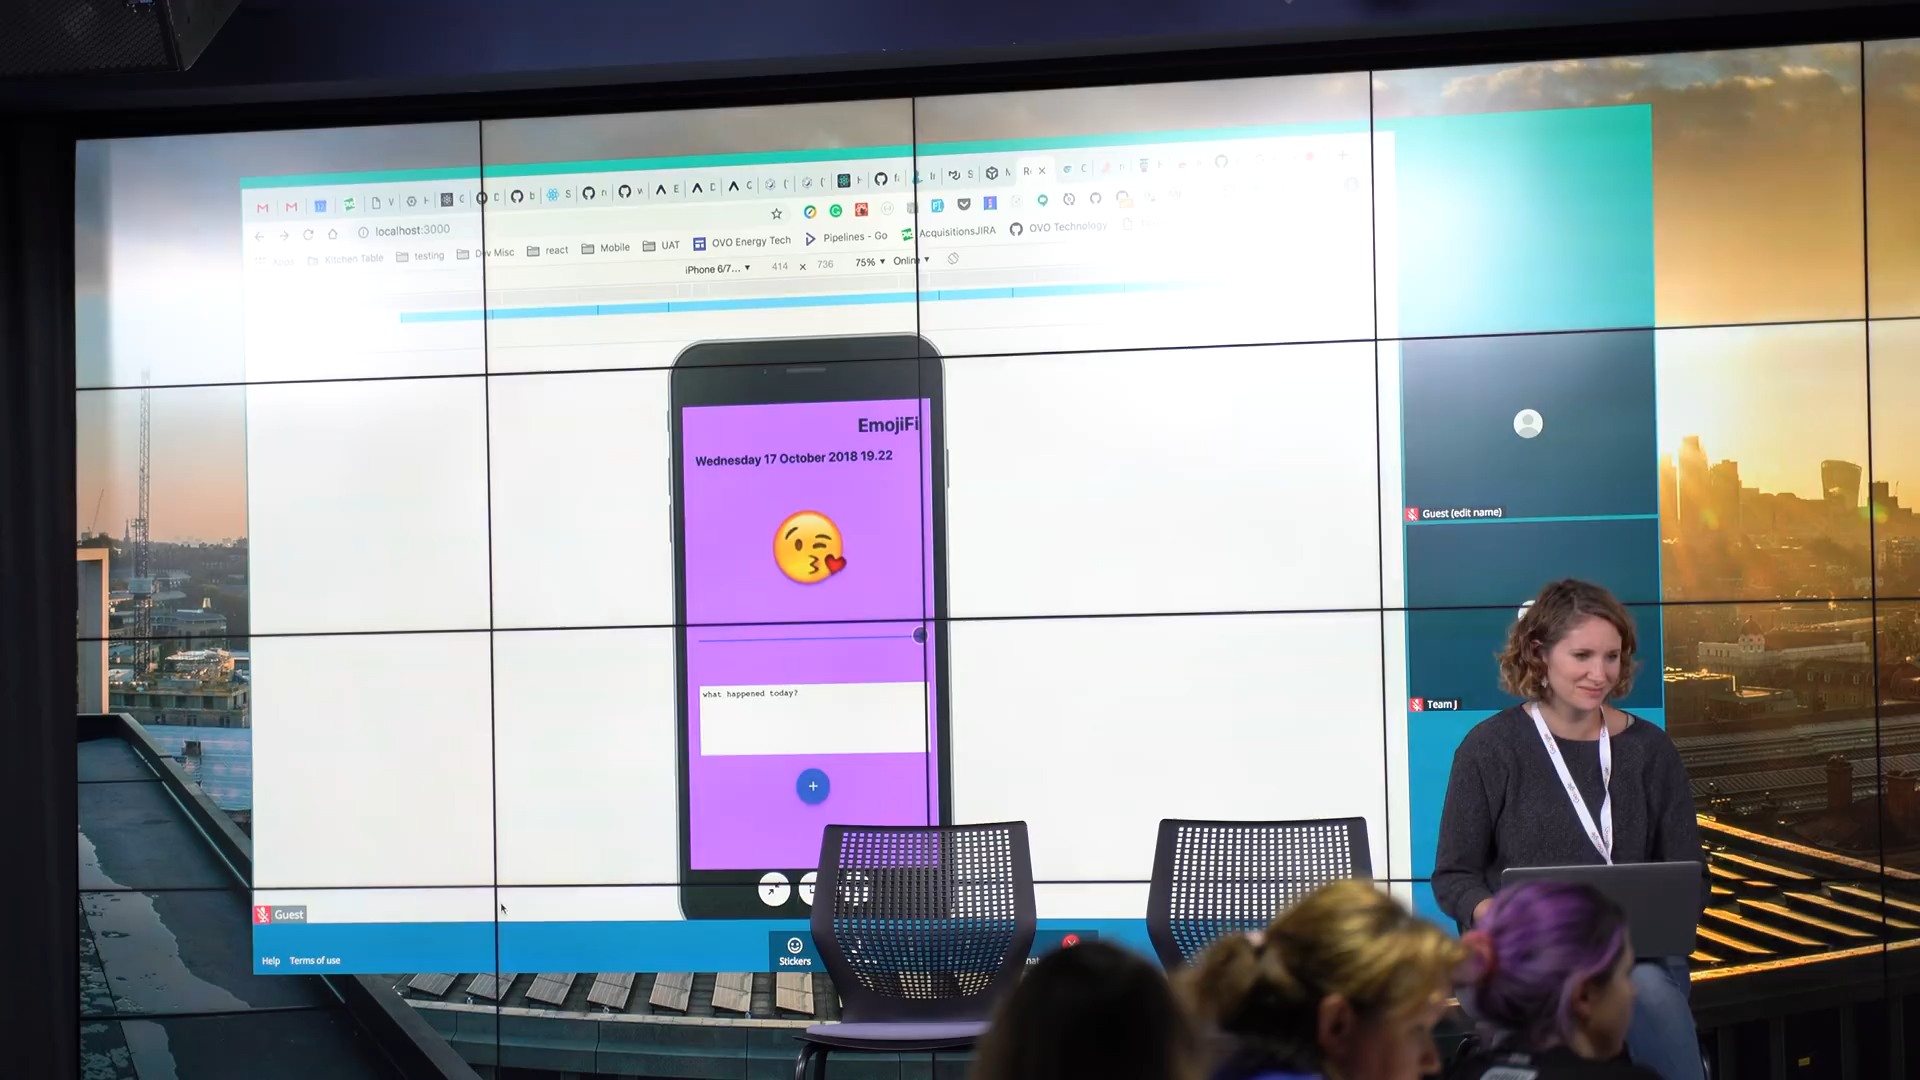 localhost:3000
Apps Kitchen Table testing Dev Misc react Mobile UAT OVO Energy Tech Pipelines - Go AcquisitionsJIRA OVO Technology
iPhone 6/7... 414 x 736 75% Online
EmojiFi
Wednesday 17 October 2018 19.22
what happened today?
+
Guest (edit name)
Team J
Guest
Help Terms of use
Stickers
Google